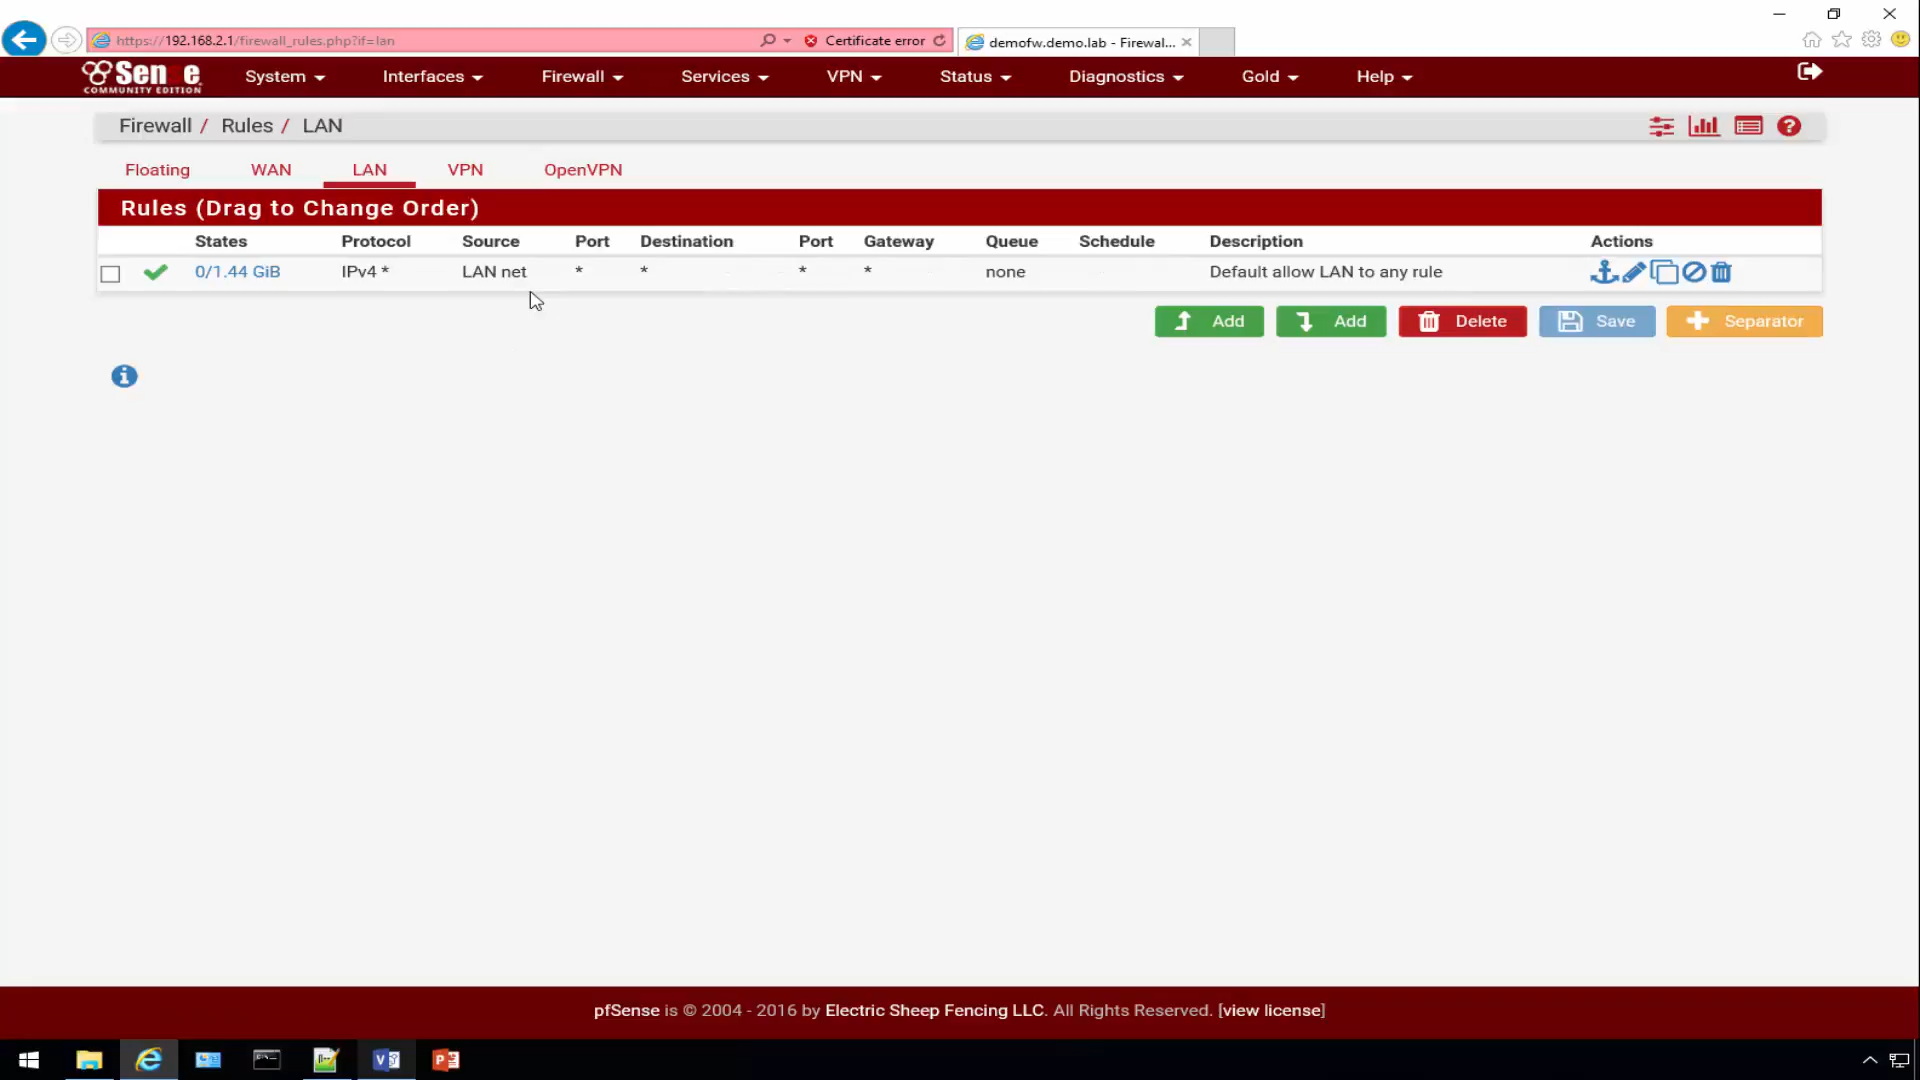 https://192.168.2.1/firewall_rules.php?if=lan
Certificate error
demofw.demo.lab - Firewal...
Sense
COMMUNITY EDITION
System
Interfaces
Firewall
Services
VPN
Status
Diagnostics
Gold
Help
Firewall / Rules / LAN
Floating
WAN
LAN
VPN
OpenVPN
Rules (Drag to Change Order)
States Protocol Source Port Destination Port Gateway Queue Schedule Description Actions
0/1.44 GiB IPv4 * LAN net * * * * none Default allow LAN to any rule
Add
Add
Delete
Save
Separator
pfSense is © 2004 - 2016 by Electric Sheep Fencing LLC. All Rights Reserved. [view license]